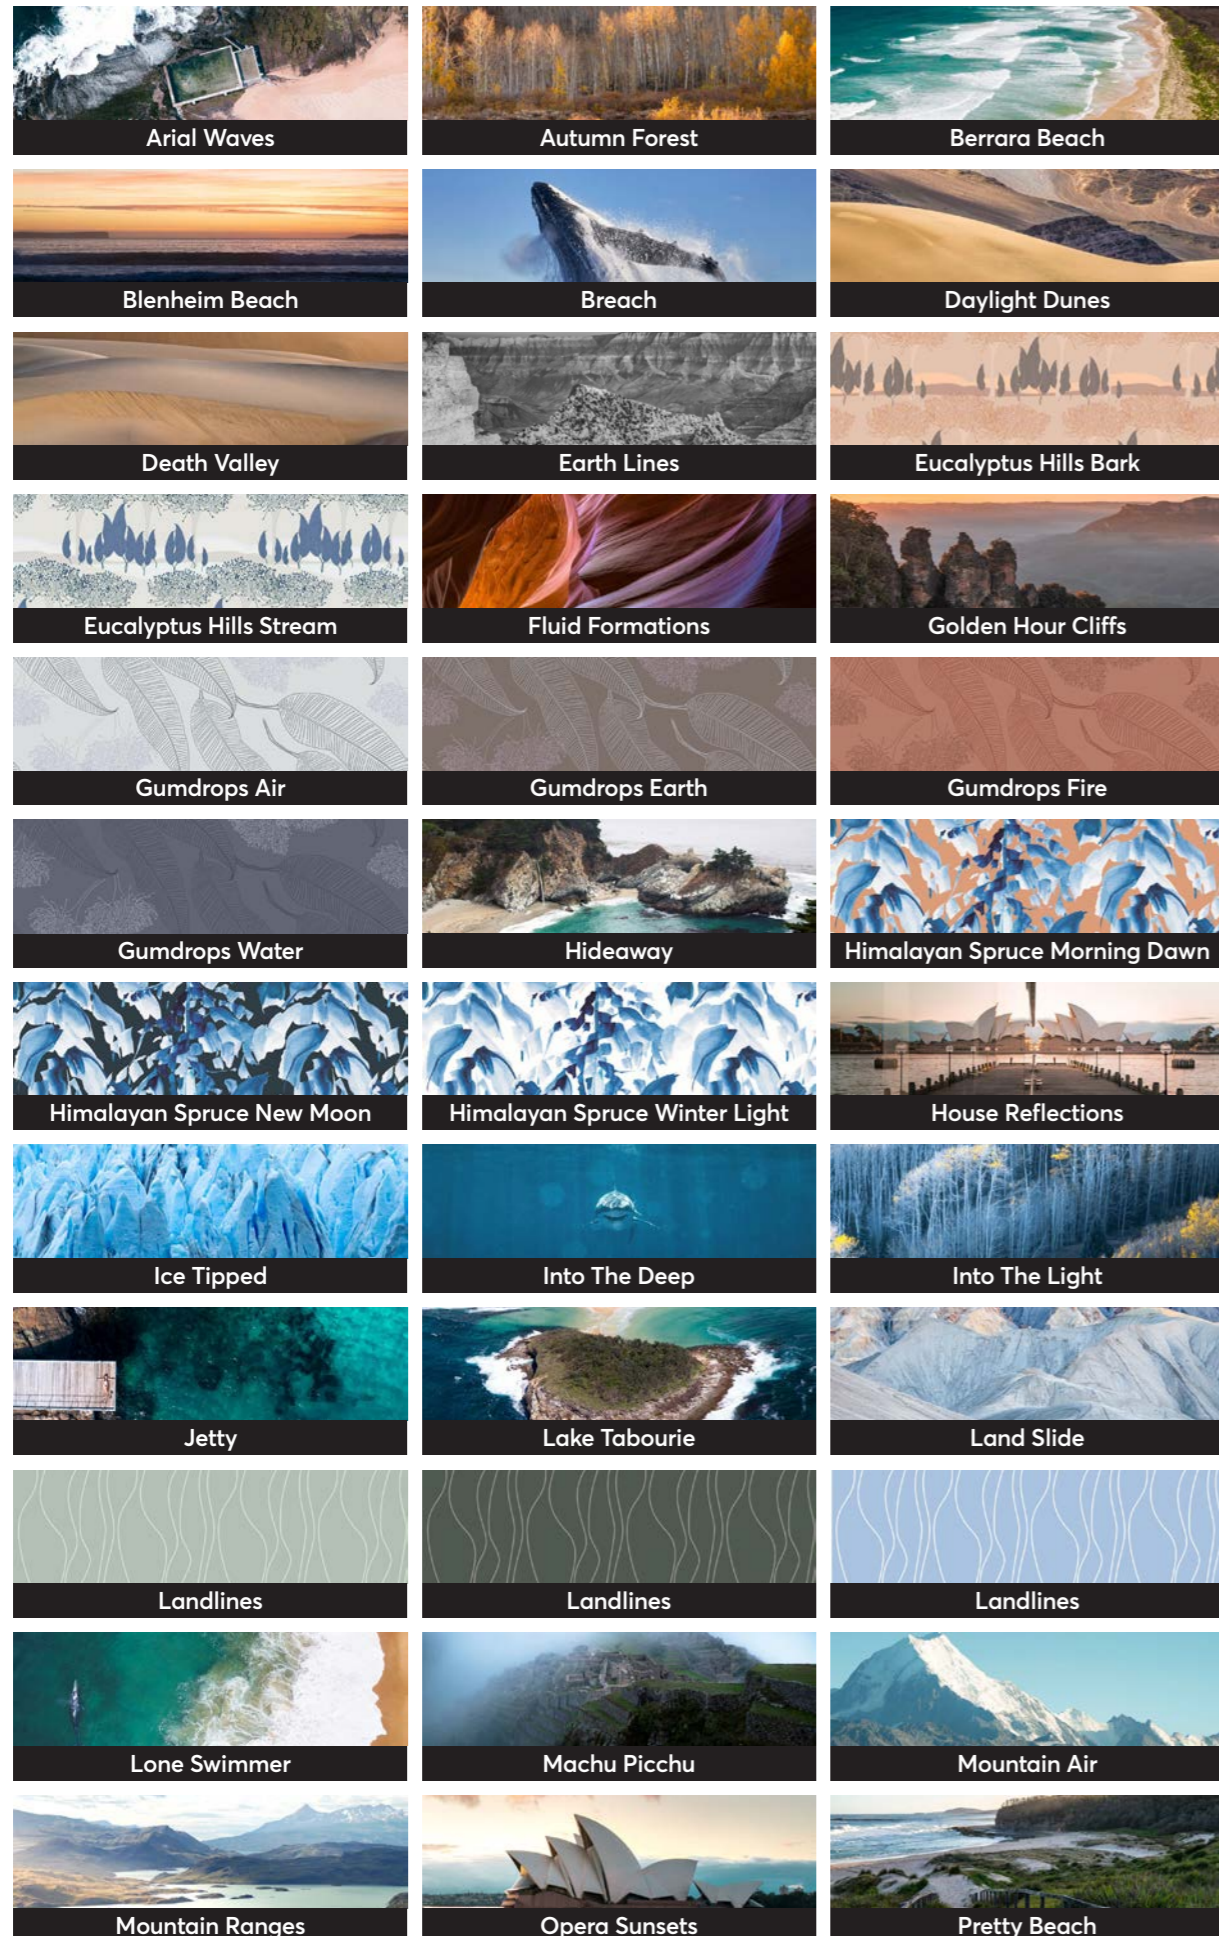 Arial Waves
Autumn Forest
Berrara Beach
Blenheim Beach
Breach
Daylight Dunes
Death Valley
Earth Lines
Eucalyptus Hills Bark
Eucalyptus Hills Stream
Fluid Formations
Golden Hour Cliffs
Gumdrops Air
Gumdrops Earth
Gumdrops Fire
Gumdrops Water
Hideaway
Himalayan Spruce Morning Dawn
Himalayan Spruce New Moon
Himalayan Spruce Winter Light
House Reflections
Ice Tipped
Into The Deep
Into The Light
Jetty
Lake Tabourie
Land Slide
Landlines
Landlines
Landlines
Lone Swimmer
Machu Picchu
Mountain Air
Mountain Ranges
Opera Sunsets
Pretty Beach